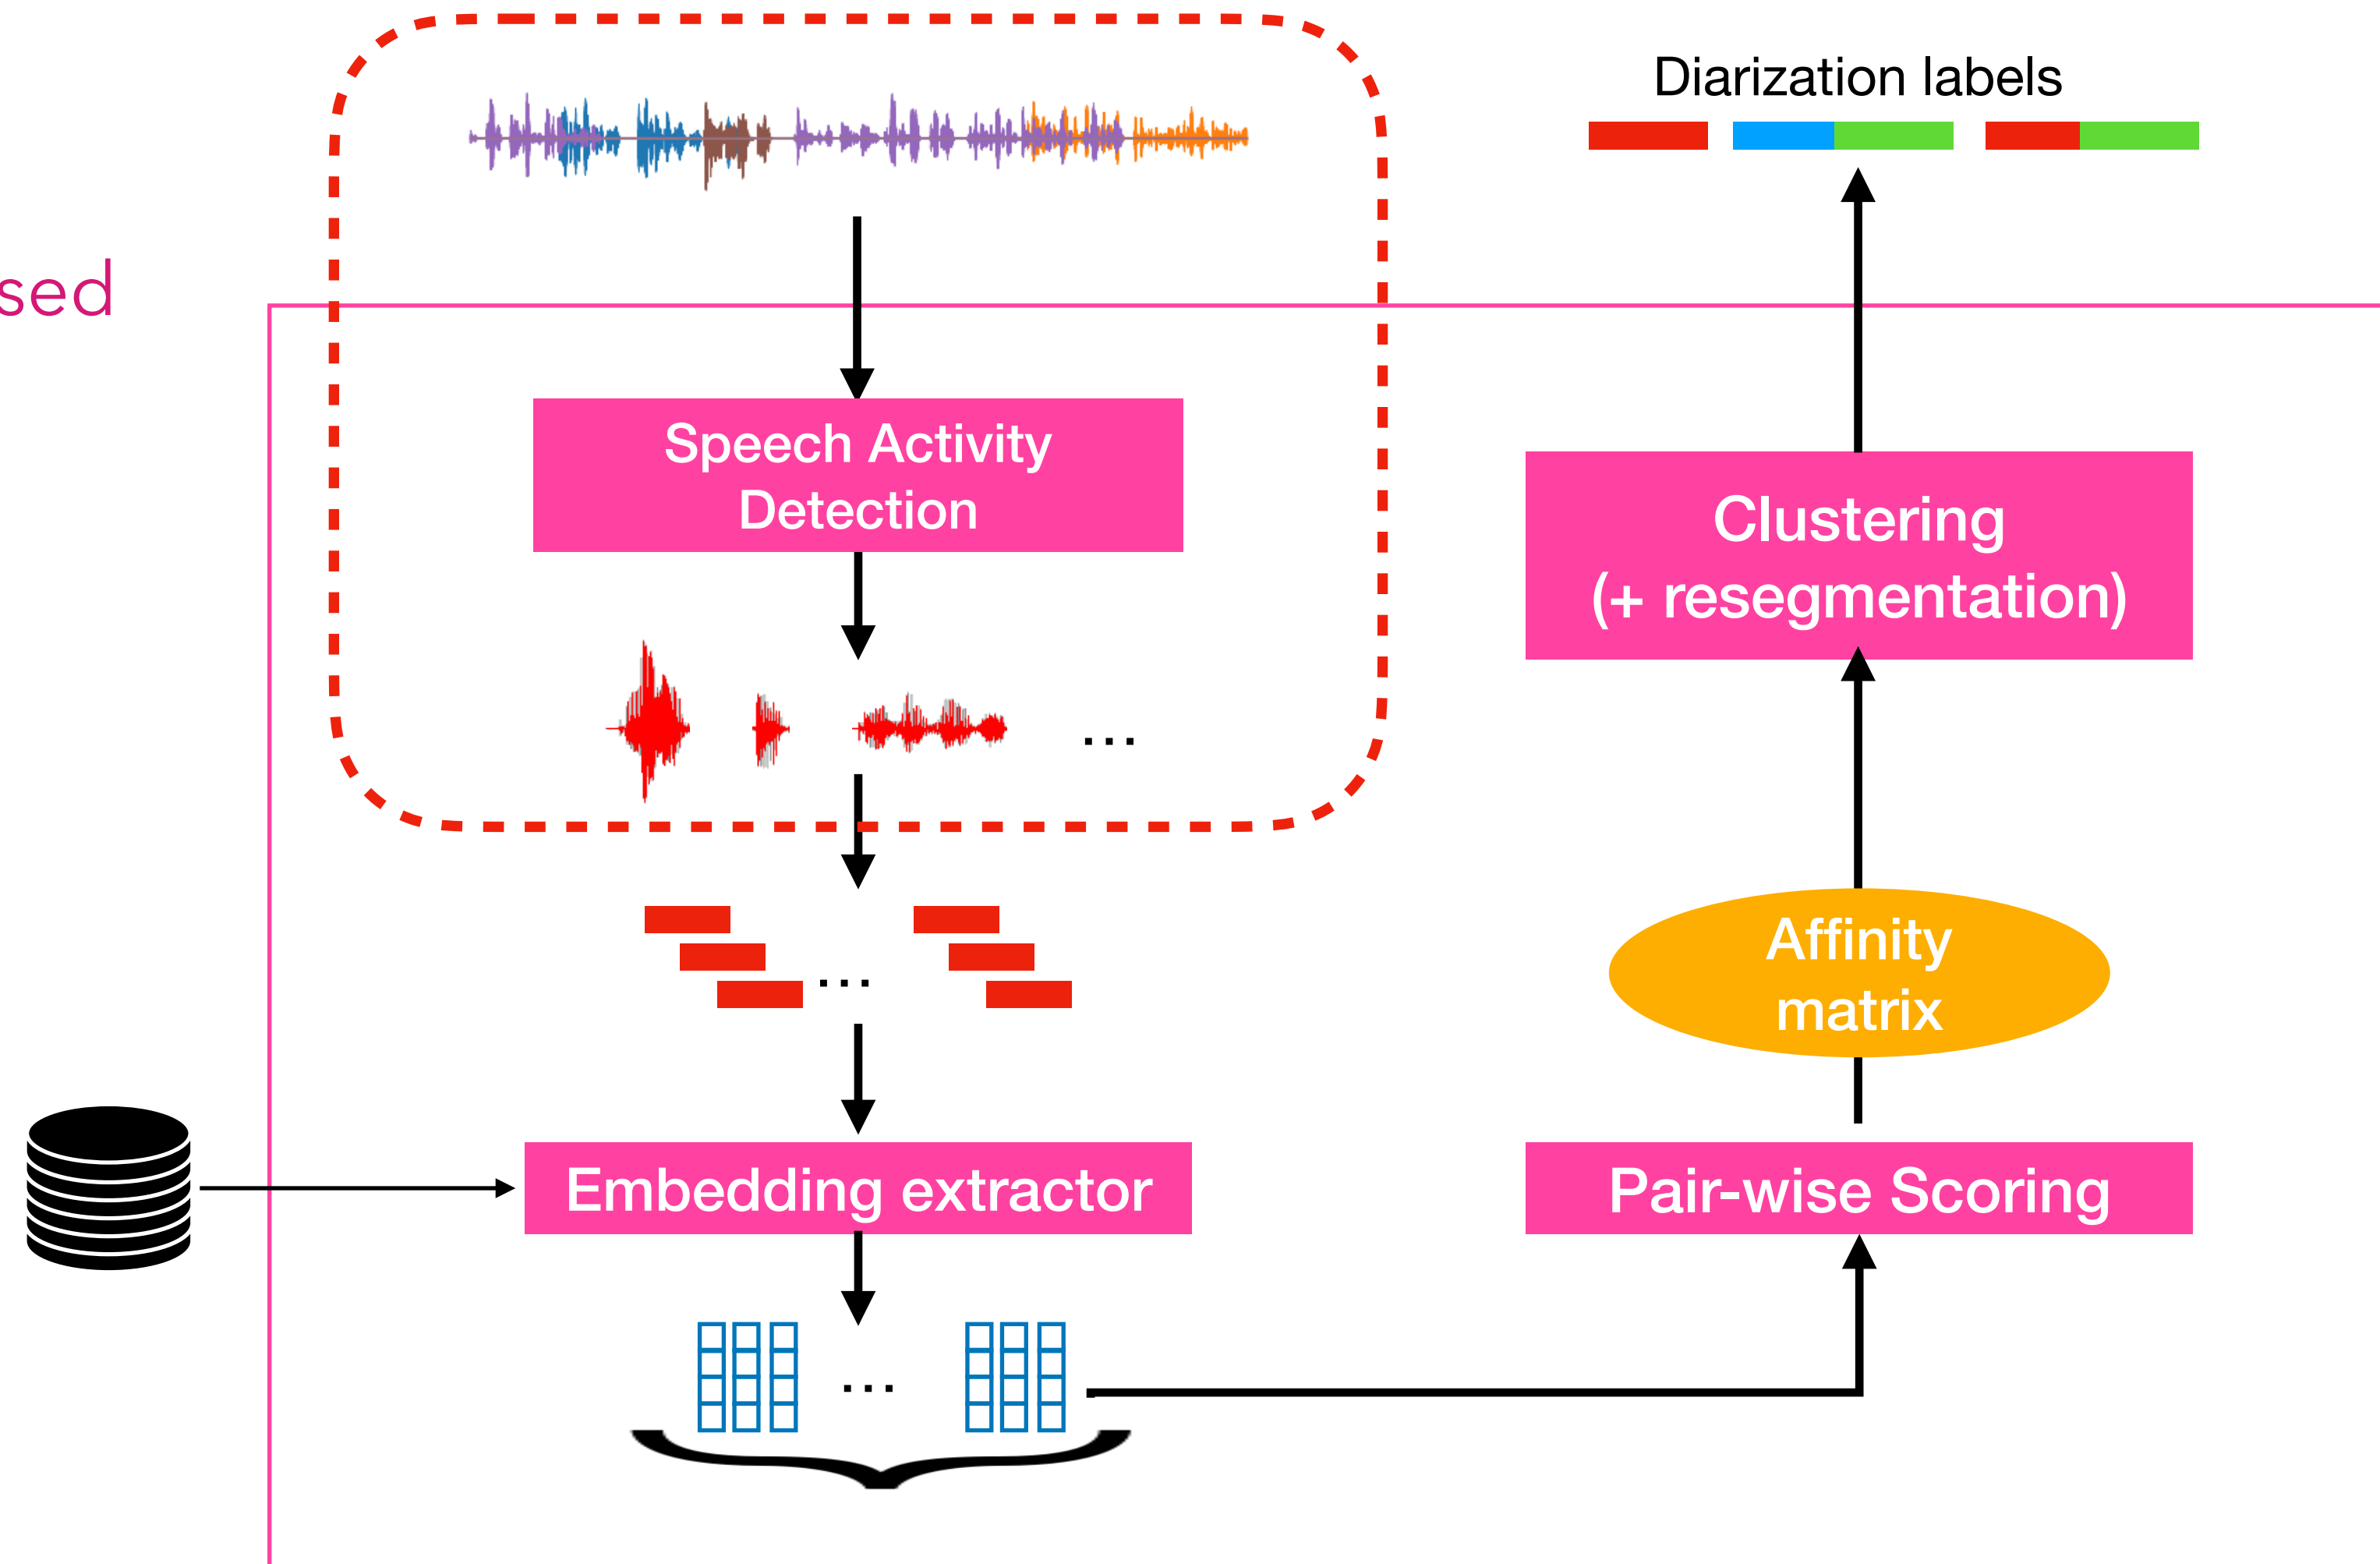 sed
Speech Activity
Detection
...
...
Embedding extractor
...
Diarization labels
Clustering
(+ resegmentation)
Affinity
matrix
Pair-wise Scoring